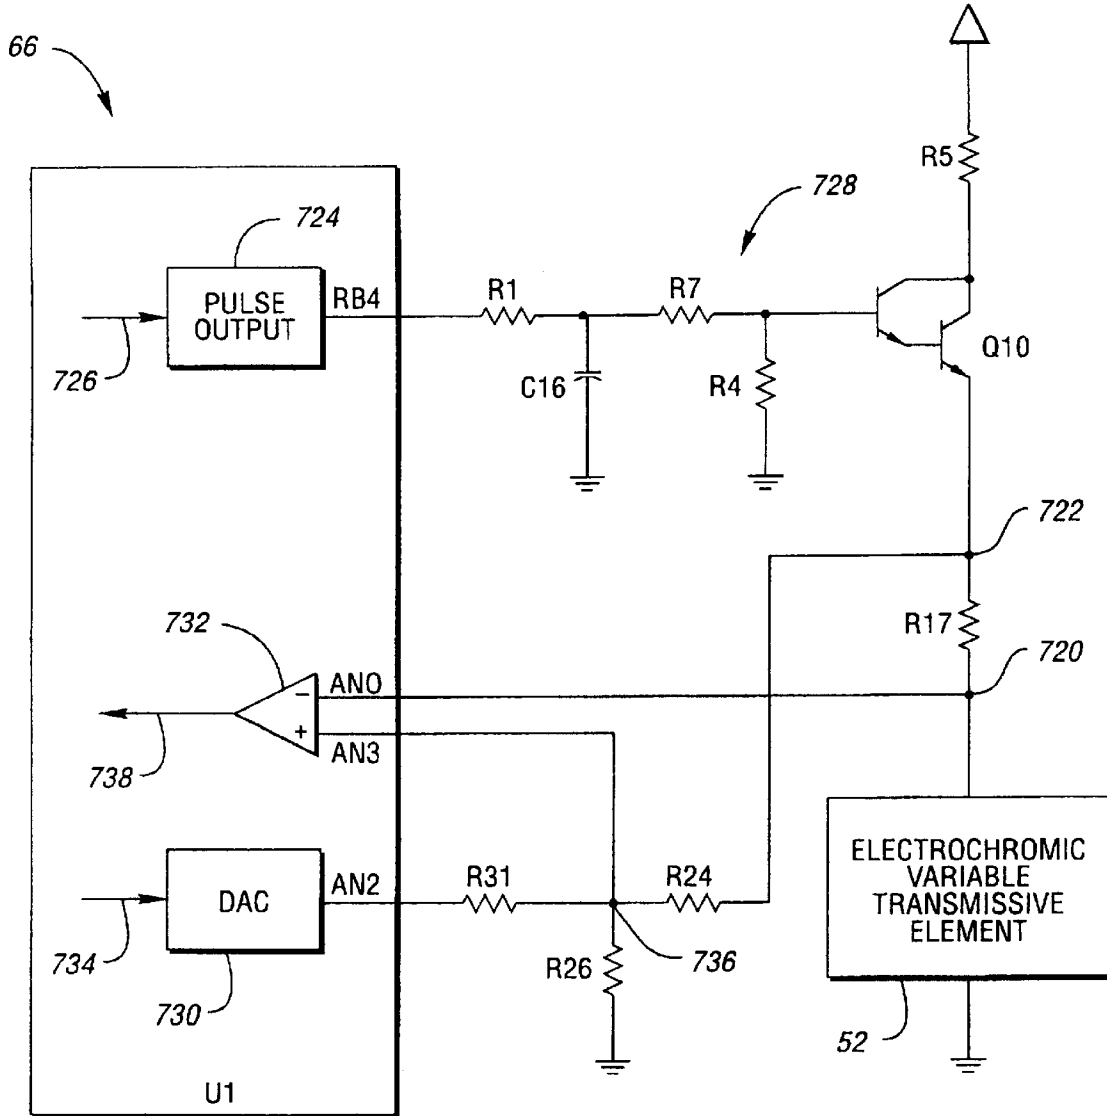 66
R5
728
724
PULSE
OUTPUT
RB4
R1
R7
726
C16
R4
Q10
722
R17
732
AN0
720
−
+
AN3
738
DAC
AN2
R31
R24
ELECTROCHROMIC
VARIABLE
TRANSMISSIVE
ELEMENT
734
R26
736
730
52
U1